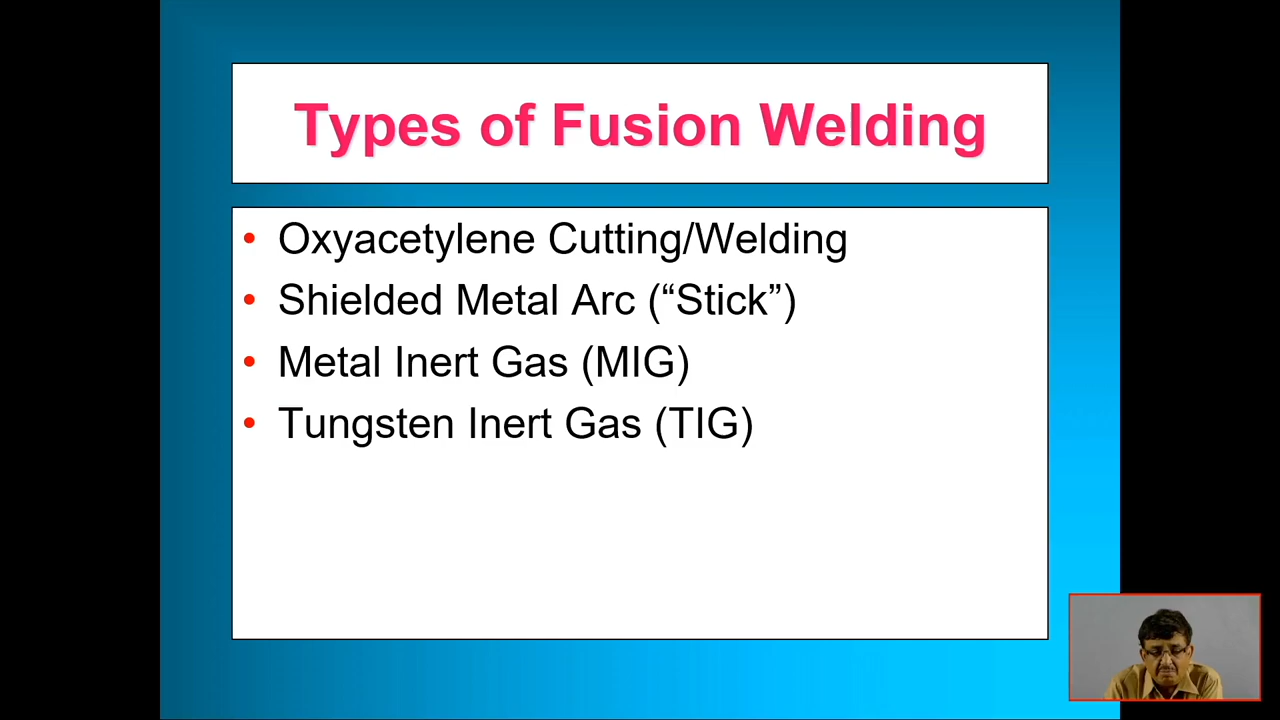 Types of Fusion Welding
• Oxyacetylene Cutting/Welding
• Shielded Metal Arc (“Stick”)
• Metal Inert Gas (MIG)
• Tungsten Inert Gas (TIG)